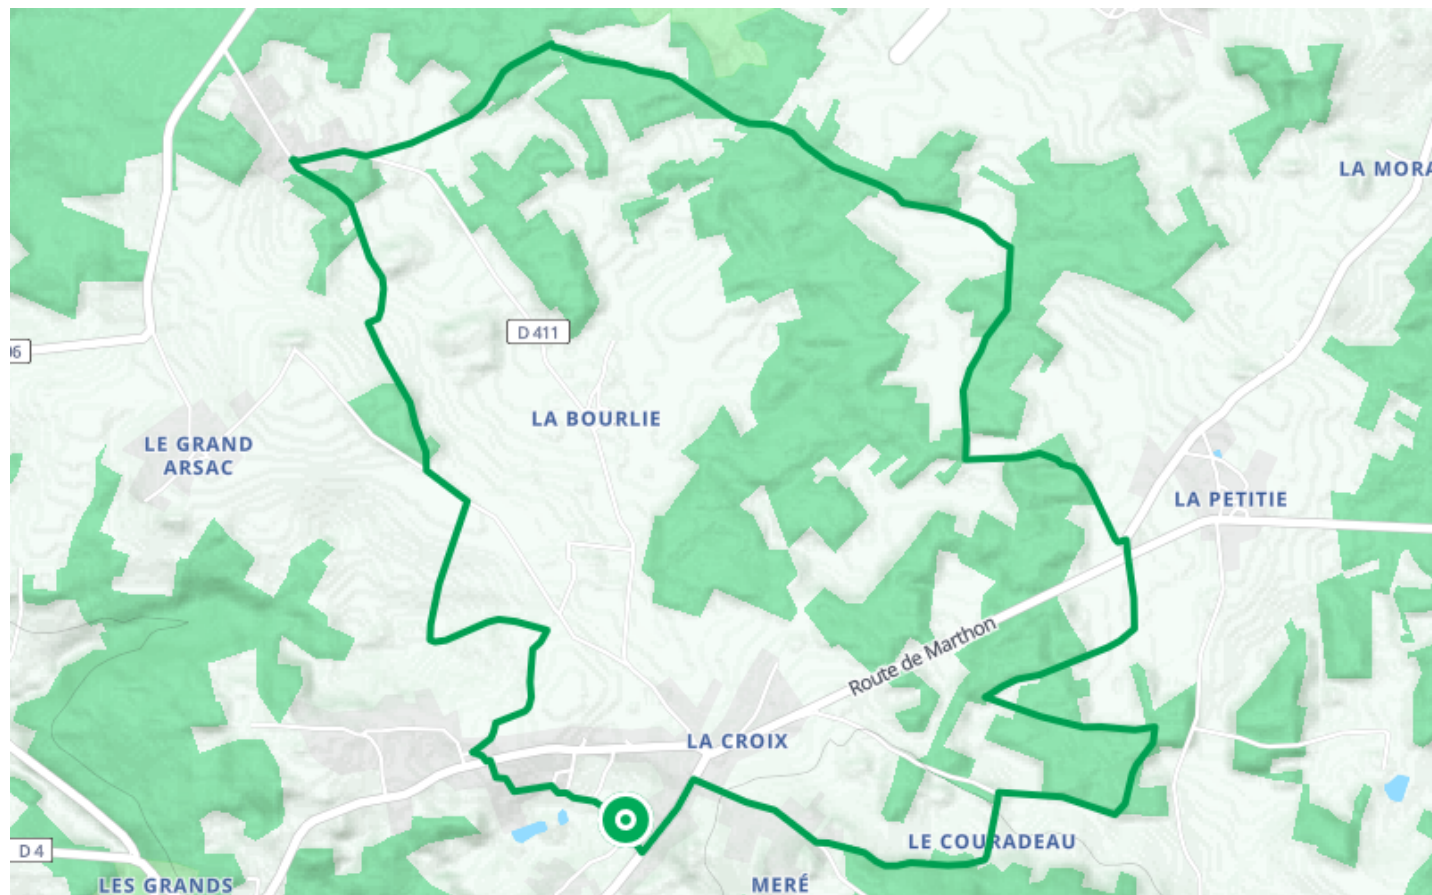 LA MORA
D 411
06
LA BOURLIE
LE GRAND
ARSAC
LA PETITIE
Route de Marthon
LA CROIX
LE COURADEAU
D 4
LES GRANDS
MERÉ